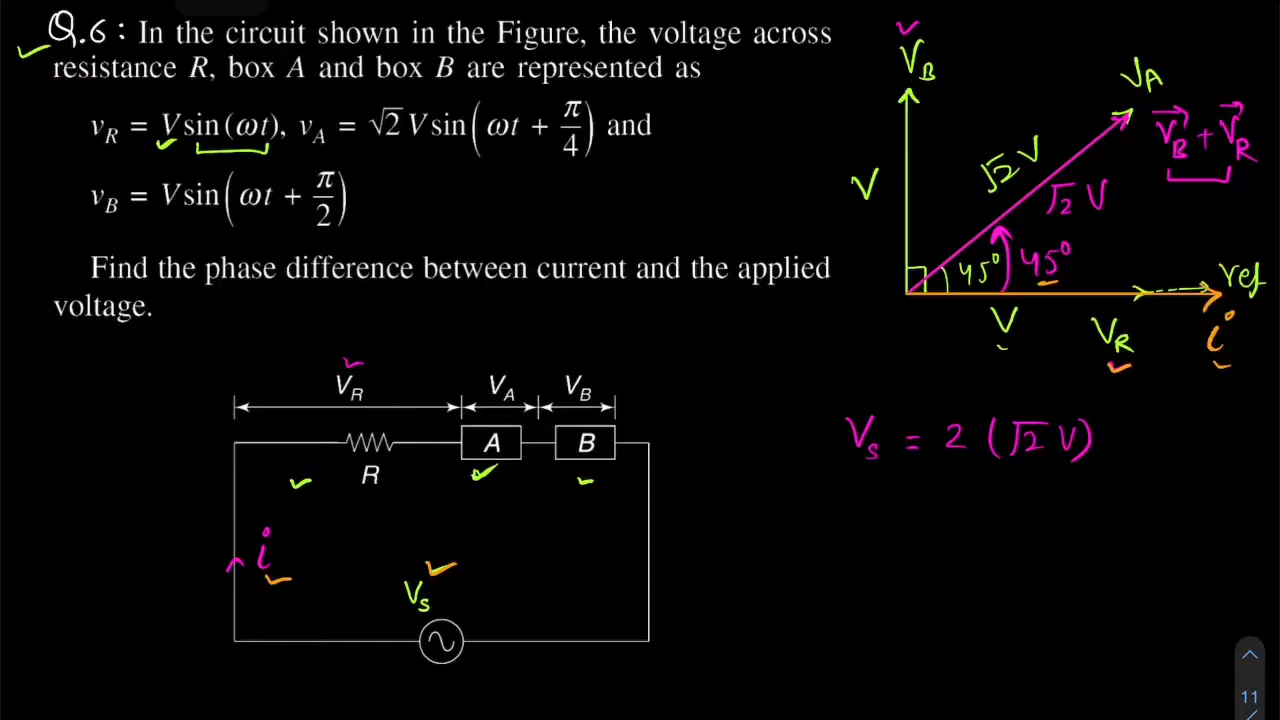 Q.6 : In the circuit shown in the Figure, the voltage across
resistance R, box A and box B are represented as
v_R = V sin(ωt), v_A = √2 V sin(ωt + π/4) and
v_B = V sin(ωt + π/2)
Find the phase difference between current and the applied
voltage.
V_R V_A V_B
R A B
i
V_s
V_B
V_A
V⃗_B + V⃗_R
√2 V
√2 V
V
45° 45°
ref
V V_R i
V_s = 2 (√2 V)
11